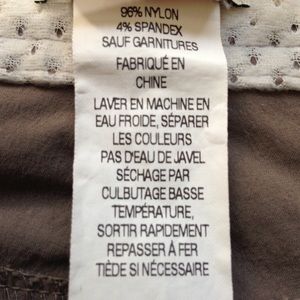 96% NYLON
4% SPANDEX
SAUF GARNITURES
FABRIQUÉ EN
CHINE
LAVER EN MACHINE EN
EAU FROIDE, SÉPARER
LES COULEURS
PAS D'EAU DE JAVEL
SÉCHAGE PAR
CULBUTAGE BASSE
TEMPÉRATURE,
SORTIR RAPIDEMENT
REPASSER À FER
TIÈDE SI NÉCESSAIRE